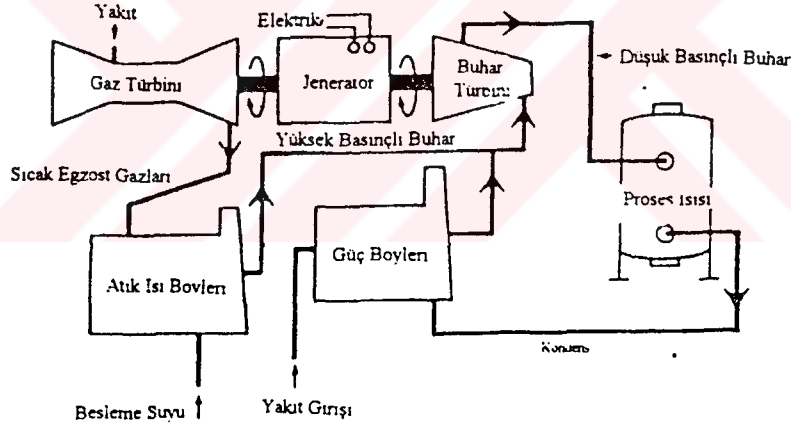 Yakıt
Elektrik
Gaz Türbini
Jenerator
Buhar
Türbini
Düşük Basınçlı Buhar
Yüksek Basınçlı Buhar
Sıcak Egzost Gazları
Proses Isısı
Atık Isı Boyleri
Güç Boyleri
Kondens
Besleme Suyu
Yakıt Girişi